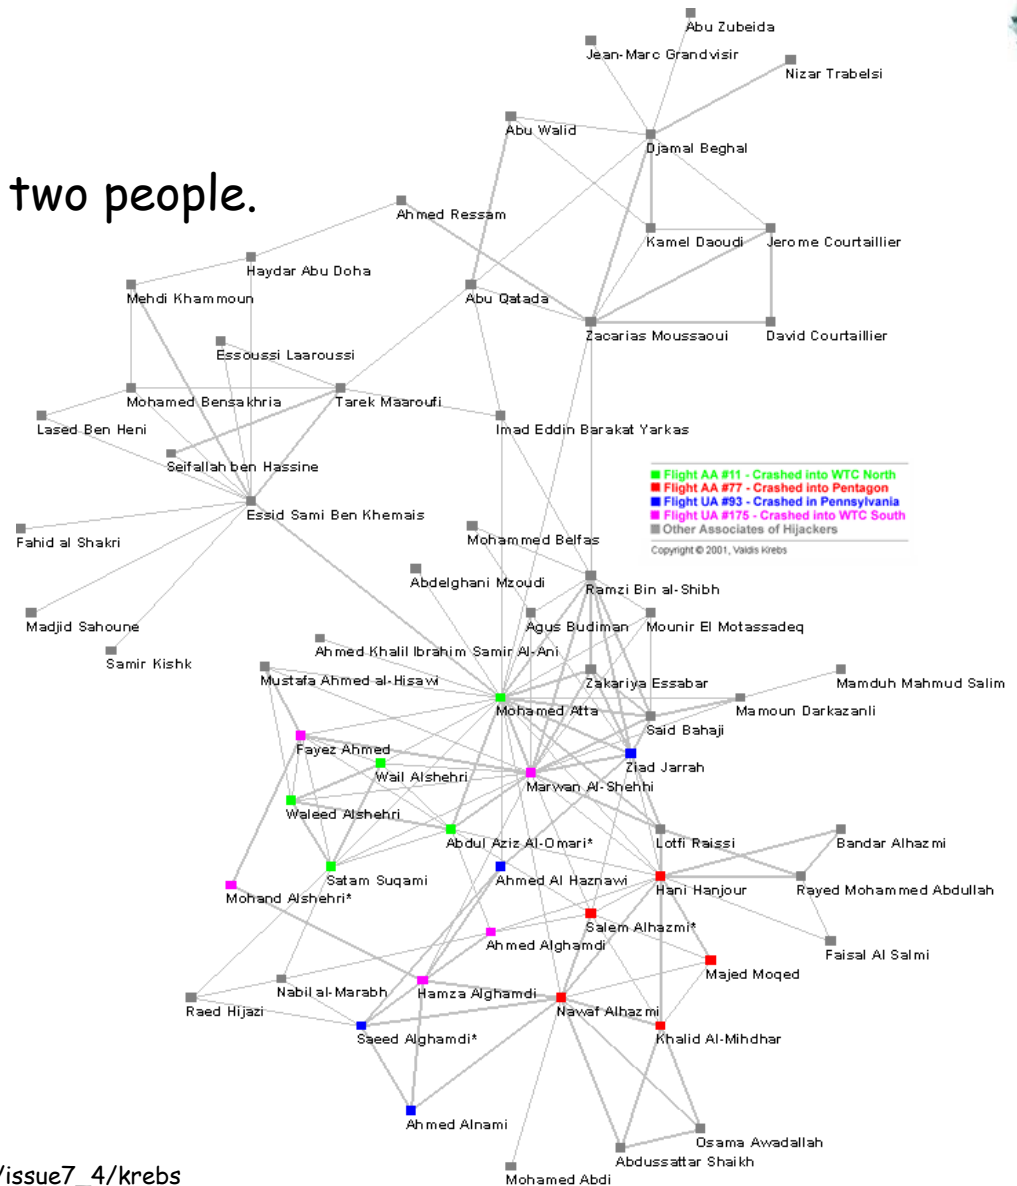 Abu Zubeida
Jean-Marc Grandvisir
Nizar Trabelsi
Abu Walid
Djamal Beghal
two people.
Ahmed Ressam
Kamel Daoudi
Jerome Courtaillier
Haydar Abu Doha
Mehdi Khammoun
Abu Qatada
Zacarias Moussaoui
David Courtaillier
Essoussi Laaroussi
Mohamed Bensakhria
Tarek Maaroufi
Lased Ben Heni
Imad Eddin Barakat Yarkas
Seifallah ben Hassine
Flight AA #11 - Crashed into WTC North
Flight AA #77 - Crashed into Pentagon
Flight UA #93 - Crashed in Pennsylvania
Flight UA #175 - Crashed into WTC South
Other Associates of Hijackers
Copyright © 2001, Valdis Krebs
Essid Sami Ben Khemais
Fahid al Shakri
Mohammed Belfas
Abdelghani Mzoudi
Ramzi Bin al-Shibh
Madjid Sahoune
Agus Budiman
Mounir El Motassadeq
Samir Kishk
Ahmed Khalil Ibrahim Samir Al-Ani
Mustafa Ahmed al-Hisawi
Zakariya Essabar
Mamduh Mahmud Salim
Mohamed Atta
Mamoun Darkazanli
Said Bahaji
Fayez Ahmed
Ziad Jarrah
Wail Alshehri
Marwan Al-Shehhi
Waleed Alshehri
Abdul Aziz Al-Omari*
Lotfi Raissi
Bandar Alhazmi
Satam Suqami
Ahmed Al Haznawi
Hani Hanjour
Rayed Mohammed Abdullah
Mohand Alshehri*
Salem Alhazmi*
Ahmed Alghamdi
Faisal Al Salmi
Majed Moqed
Nabil al-Marabh
Hamza Alghamdi
Raed Hijazi
Nawaf Alhazmi
Saeed Alghamdi*
Khalid Al-Mihdhar
Ahmed Alnami
Osama Awadallah
Abdussattar Shaikh
Mohamed Abdi
/issue7_4/krebs